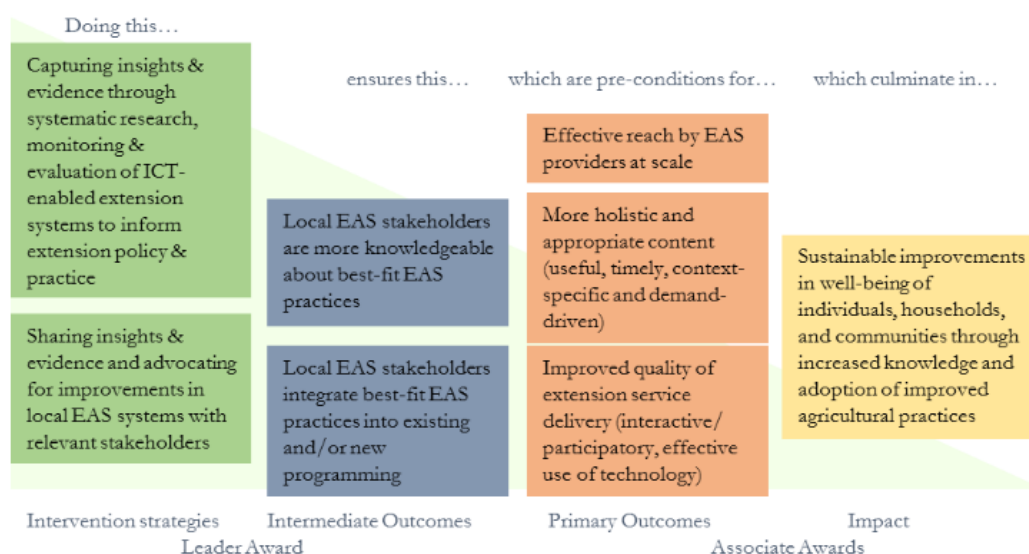 Doing this…
Capturing insights &
evidence through
systematic research,
monitoring &
evaluation of ICT-
enabled extension
systems to inform
extension policy &
practice
Sharing insights &
evidence and advocating
for improvements in
local EAS systems with
relevant stakeholders
ensures this…
Local EAS stakeholders
are more knowledgeable
about best-fit EAS
practices
Local EAS stakeholders
integrate best-fit EAS
practices into existing
and/or new
programming
which are pre-conditions for…
Effective reach by EAS
providers at scale
More holistic and
appropriate content
(useful, timely, context-
specific and demand-
driven)
Improved quality of
extension service
delivery (interactive/
participatory, effective
use of technology)
which culminate in…
Sustainable improvements
in well-being of
individuals, households,
and communities through
increased knowledge and
adoption of improved
agricultural practices
Intervention strategies
Intermediate Outcomes
Primary Outcomes
Impact
Leader Award
Associate Awards